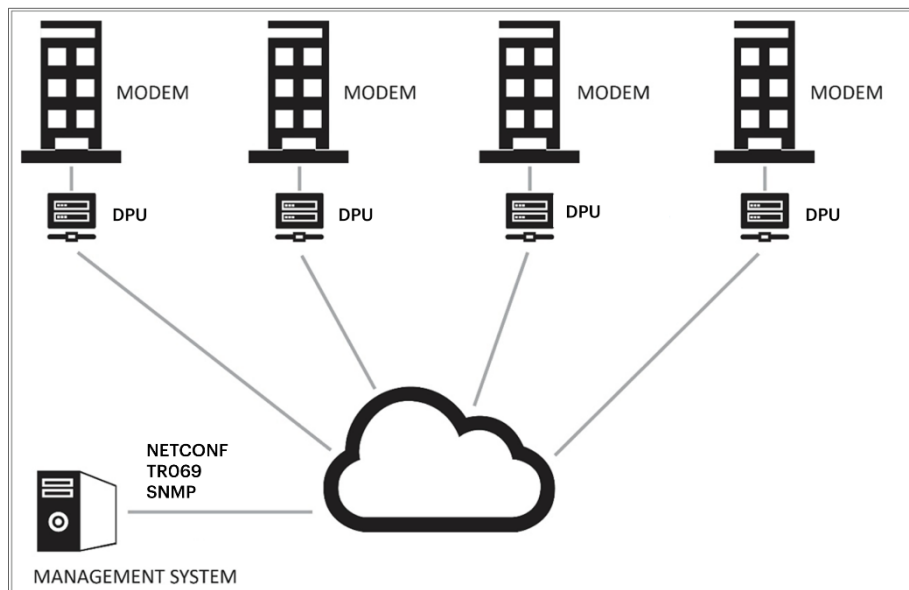 MODEM
MODEM
MODEM
MODEM
DPU
DPU
DPU
DPU
NETCONF
TR069
SNMP
MANAGEMENT SYSTEM